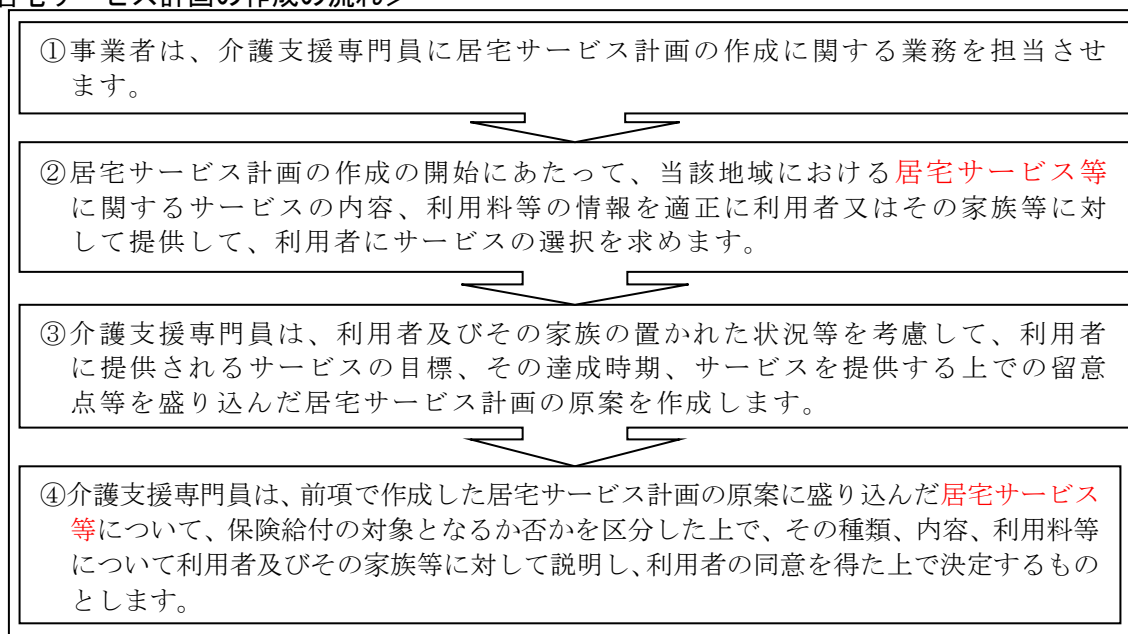 宅サービス計画の作成の流れ＞
①事業者は、介護支援専門員に居宅サービス計画の作成に関する業務を担当させ
ます。
②居宅サービス計画の作成の開始にあたって、当該地域における居宅サービス等
に関するサービスの内容、利用料等の情報を適正に利用者又はその家族等に対
して提供して、利用者にサービスの選択を求めます。
③介護支援専門員は、利用者及びその家族の置かれた状況等を考慮して、利用者
に提供されるサービスの目標、その達成時期、サービスを提供する上での留意
点等を盛り込んだ居宅サービス計画の原案を作成します。
④介護支援専門員は、前項で作成した居宅サービス計画の原案に盛り込んだ居宅サービス
等について、保険給付の対象となるか否かを区分した上で、その種類、内容、利用料等
について利用者及びその家族等に対して説明し、利用者の同意を得た上で決定するもの
とします。